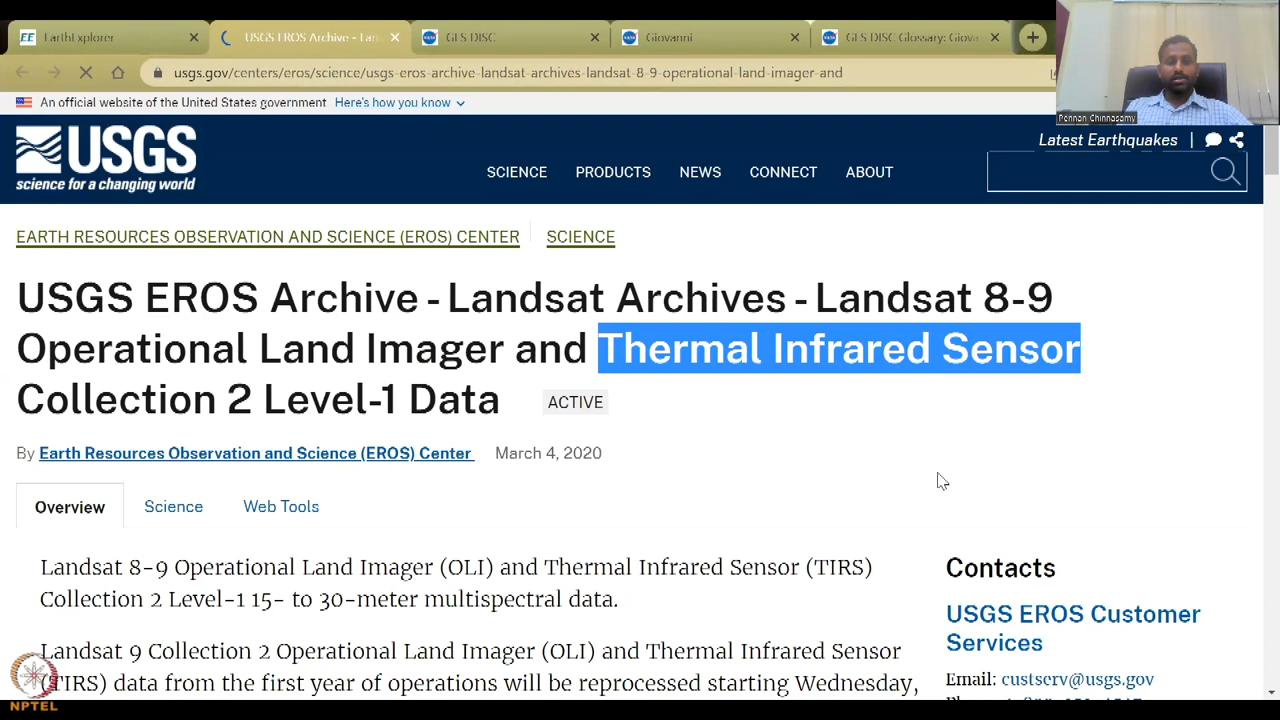 EarthExplorer
USGS EROS Archive - Lan
GES DISC
Giovanni
GES DISC Glossary: Giova
usgs.gov/centers/eros/science/usgs-eros-archive-landsat-archives-landsat-8-9-operational-land-imager-and
An official website of the United States government Here's how you know
Pennan Chinnasamy
USGS
science for a changing world
Latest Earthquakes |
SCIENCE PRODUCTS NEWS CONNECT ABOUT
EARTH RESOURCES OBSERVATION AND SCIENCE (EROS) CENTER SCIENCE
USGS EROS Archive - Landsat Archives - Landsat 8-9
Operational Land Imager and Thermal Infrared Sensor
Collection 2 Level-1 Data ACTIVE
By Earth Resources Observation and Science (EROS) Center March 4, 2020
Overview Science Web Tools
Landsat 8-9 Operational Land Imager (OLI) and Thermal Infrared Sensor (TIRS)
Collection 2 Level-1 15- to 30-meter multispectral data.
Landsat 9 Collection 2 Operational Land Imager (OLI) and Thermal Infrared Sensor
(TIRS) data from the first year of operations will be reprocessed starting Wednesday,
Contacts
USGS EROS Customer
Services
Email: custserv@usgs.gov
NPTEL